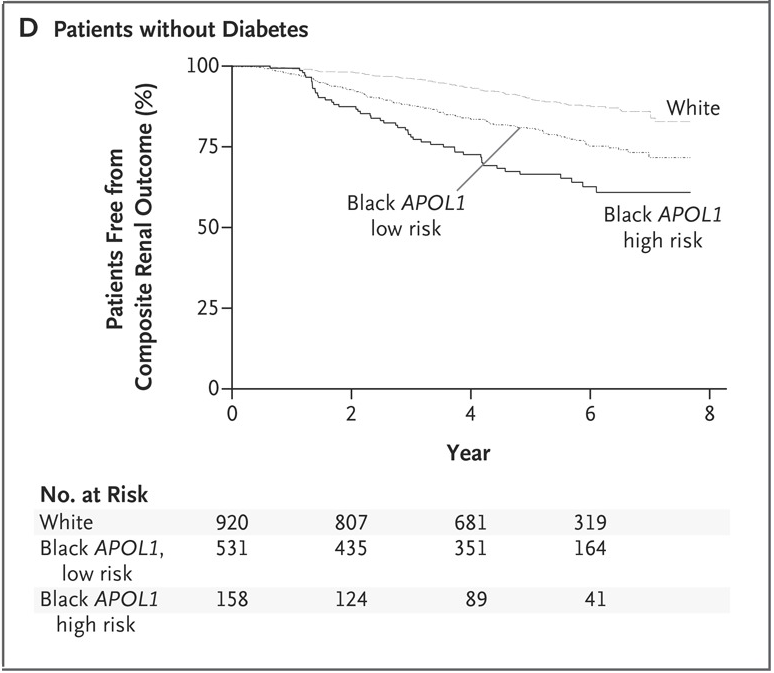 D Patients without Diabetes
Patients Free from
Composite Renal Outcome (%)
100
75
50
25
0
White
Black APOL1
low risk
Black APOL1
high risk
0 2 4 6 8
Year
No. at Risk
White 920 807 681 319
Black APOL1, 531 435 351 164
low risk
Black APOL1 158 124 89 41
high risk